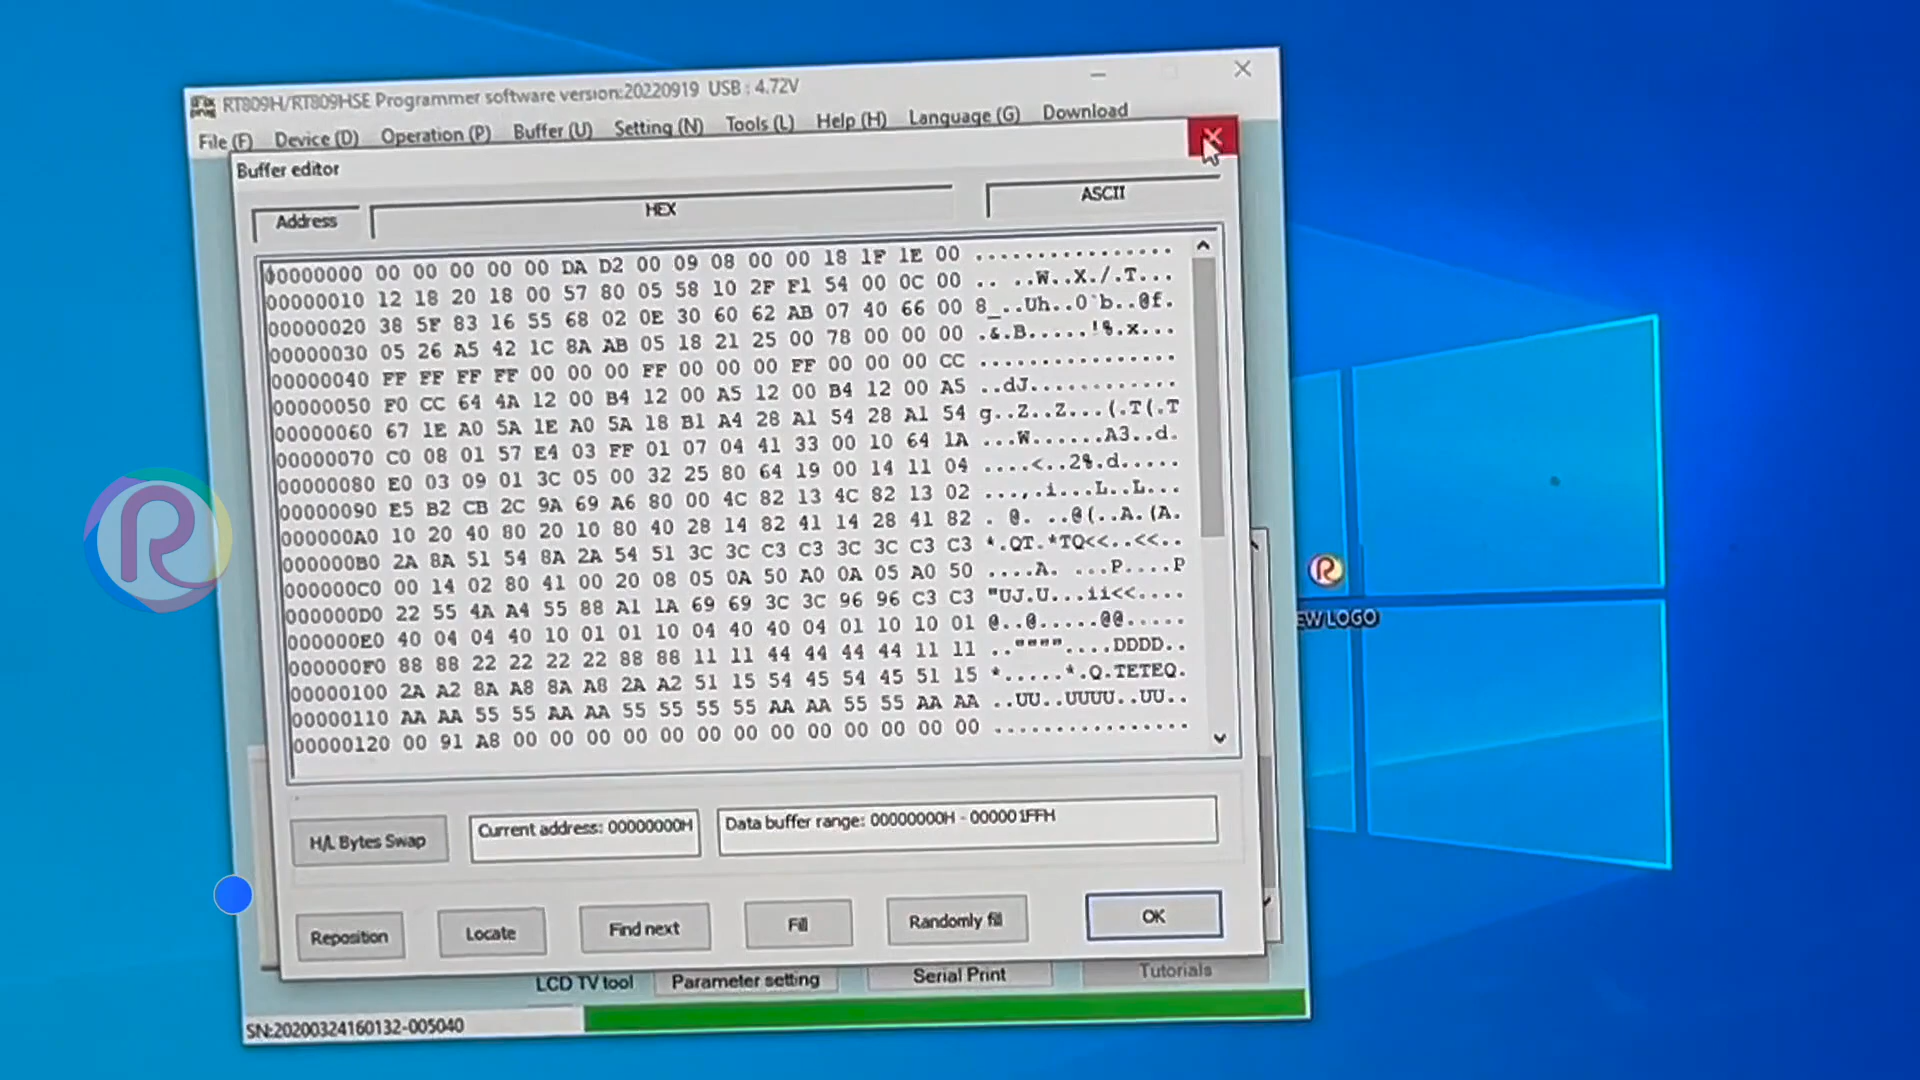 RT809H/RT809HSE Programmer software version:20220919 USB : 4.72V
File (F) Device (D) Operation (P) Buffer (U) Setting (N) Tools (L) Help (H) Language (G) Download
Buffer editor
Address HEX ASCII
00000000 00 00 00 00 00 DA D2 00 09 08 00 00 18 1F 1E 00 ................
00000010 12 18 20 18 00 57 80 05 58 10 2F F1 54 00 0C 00 .. ..W..X./.T...
00000020 38 5F 83 16 55 68 02 0E 30 60 62 AB 07 40 66 00 8_..Uh..0`b..@f.
00000030 05 26 A5 42 1C 8A AB 05 18 21 25 00 78 00 00 00 .&.B.....!%.x...
00000040 FF FF FF FF 00 00 00 FF 00 00 00 FF 00 00 00 CC ................
00000050 F0 CC 64 4A 12 00 B4 12 00 A5 12 00 B4 12 00 A5 ..dJ............
00000060 67 1E A0 5A 1E A0 5A 18 B1 A4 28 A1 54 28 A1 54 g..Z..Z...(.T(.T
00000070 C0 08 01 57 E4 03 FF 01 07 04 41 33 00 10 64 1A ...W......A3..d.
00000080 E0 03 09 01 3C 05 00 32 25 80 64 19 00 14 11 04 ....<..2%.d.....
00000090 E5 B2 CB 2C 9A 69 A6 80 00 4C 82 13 4C 82 13 02 ...,.i...L..L...
000000A0 10 20 40 80 20 10 80 40 28 14 82 41 14 28 41 82 . @. ..@(..A.(A.
000000B0 2A 8A 51 54 8A 2A 54 51 3C 3C C3 C3 3C 3C C3 C3 *.QT.*TQ<<..<<..
000000C0 00 14 02 80 41 00 20 08 05 0A 50 A0 0A 05 A0 50 ....A. ...P....P
000000D0 22 55 4A A4 55 88 A1 1A 69 69 3C 3C 96 96 C3 C3 "UJ.U...ii<<....
000000E0 40 04 04 40 10 01 01 10 04 40 40 04 01 10 10 01 @..@.....@@.....
000000F0 88 88 22 22 22 22 88 88 11 11 44 44 44 44 11 11 ..""""....DDDD..
00000100 2A A2 8A A8 8A A8 2A A2 51 15 54 45 54 45 51 15 *.....*.Q.TETEQ.
00000110 AA AA 55 55 AA AA 55 55 55 55 AA AA 55 55 AA AA ..UU..UUUU..UU..
00000120 00 91 A8 00 00 00 00 00 00 00 00 00 00 00 00 00 ................
H/L Bytes Swap Current address: 00000000H Data buffer range: 00000000H - 000001FFH
Reposition Locate Find next Fill Randomly fill OK
LCD TV tool Parameter setting Serial Print Tutorials
SN:20200324160132-005040
R
R
EW LOGO